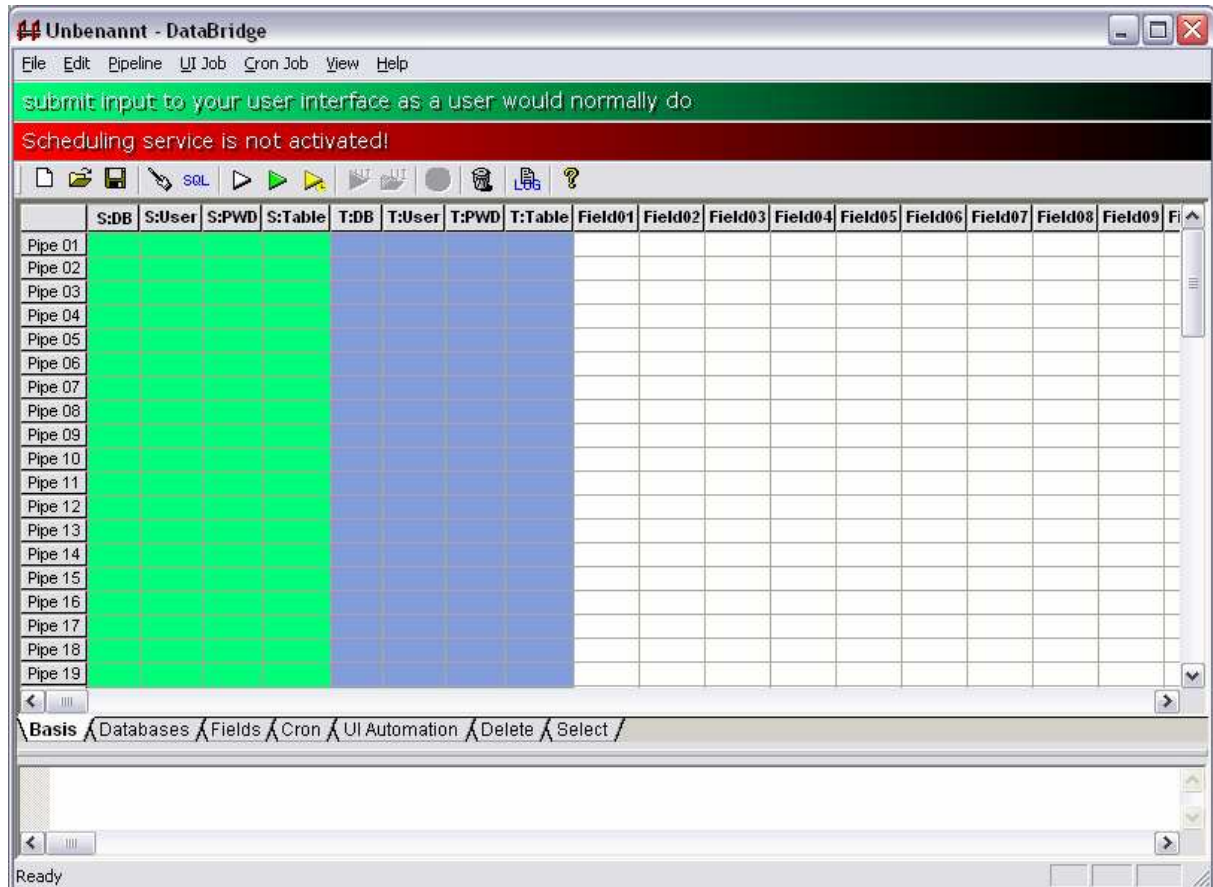 Unbenannt - DataBridge
File Edit Pipeline UI Job Cron Job View Help
submit input to your user interface as a user would normally do
Scheduling service is not activated!
SQL UI UI LOG ?
S:DB S:User S:PWD S:Table T:DB T:User T:PWD T:Table Field01 Field02 Field03 Field04 Field05 Field06 Field07 Field08 Field09 Fi
Pipe 01
Pipe 02
Pipe 03
Pipe 04
Pipe 05
Pipe 06
Pipe 07
Pipe 08
Pipe 09
Pipe 10
Pipe 11
Pipe 12
Pipe 13
Pipe 14
Pipe 15
Pipe 16
Pipe 17
Pipe 18
Pipe 19
Basis Databases Fields Cron UI Automation Delete Select
Ready